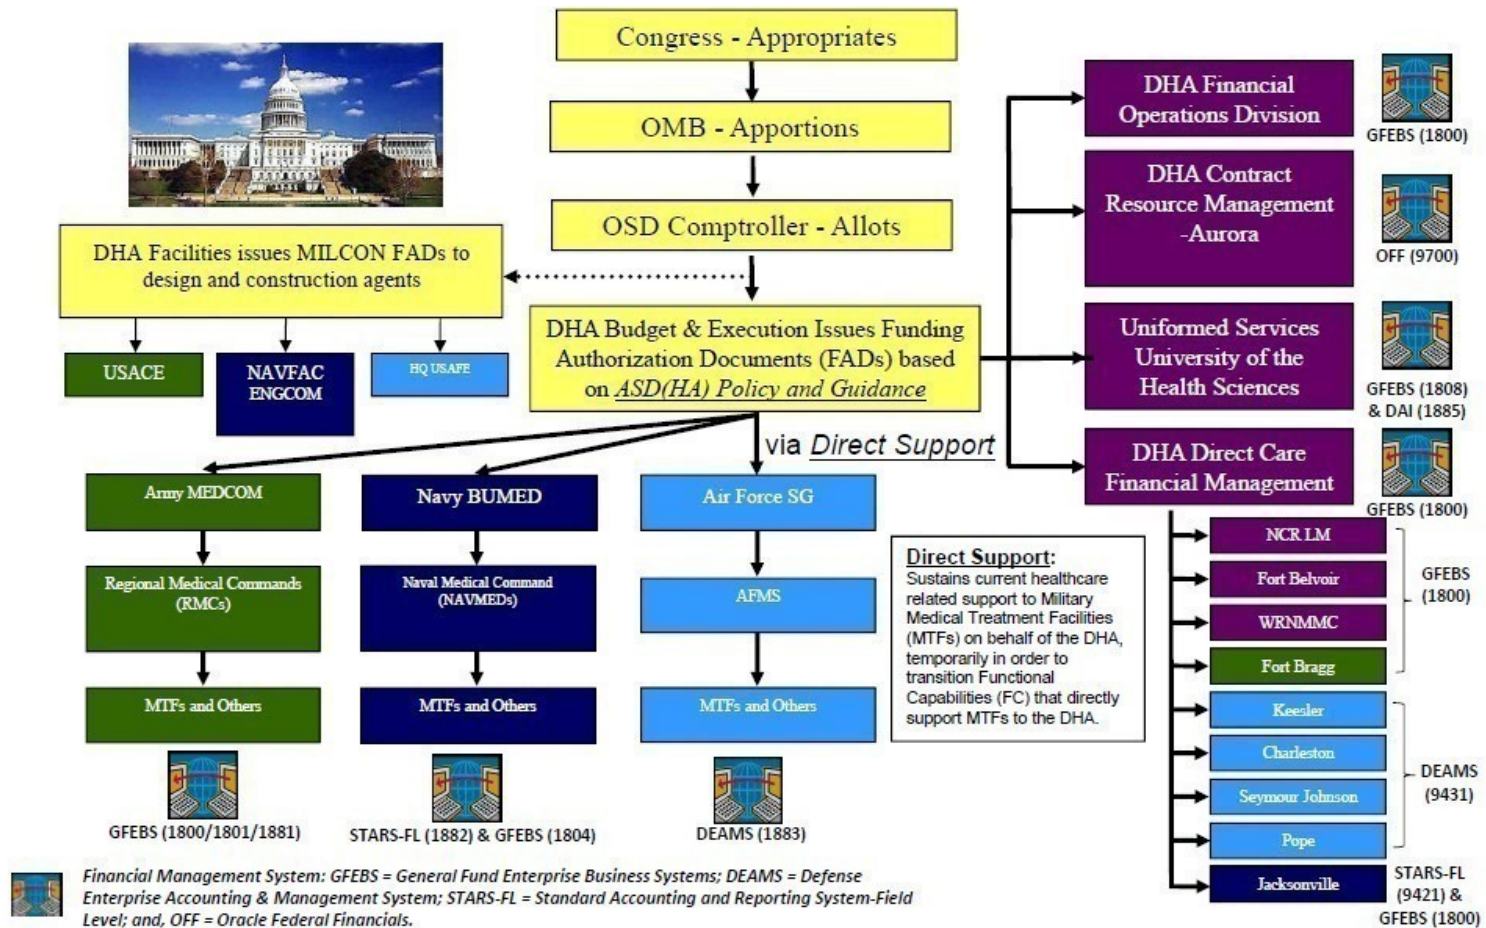 Congress - Appropriates
OMB - Apportions
OSD Comptroller - Allots
DHA Facilities issues MILCON FADs to
design and construction agents
USACE
NAVFAC
ENGCOM
HQ USAFE
DHA Budget & Execution Issues Funding
Authorization Documents (FADs) based
on ASD(HA) Policy and Guidance
via Direct Support
Army MEDCOM
Regional Medical Commands
(RMCs)
MTFs and Others
GFEBS (1800/1801/1881)
Navy BUMED
Naval Medical Command
(NAVMEDs)
MTFs and Others
STARS-FL (1882) & GFEBS (1804)
Air Force SG
AFMS
MTFs and Others
DEAMS (1883)
Direct Support:
Sustains current healthcare
related support to Military
Medical Treatment Facilities
(MTFs) on behalf of the DHA,
temporarily in order to
transition Functional
Capabilities (FC) that directly
support MTFs to the DHA.
DHA Financial
Operations Division
GFEBS (1800)
DHA Contract
Resource Management
-Aurora
OFF (9700)
Uniformed Services
University of the
Health Sciences
GFEBS (1808)
& DAI (1885)
DHA Direct Care
Financial Management
GFEBS (1800)
NCR LM
Fort Belvoir
WRNMMC
Fort Bragg
GFEBS
(1800)
Keesler
Charleston
Seymour Johnson
Pope
DEAMS
(9431)
Jacksonville
STARS-FL
(9421) &
GFEBS (1800)
Financial Management System: GFEBS = General Fund Enterprise Business Systems; DEAMS = Defense
Enterprise Accounting & Management System; STARS-FL = Standard Accounting and Reporting System-Field
Level; and, OFF = Oracle Federal Financials.